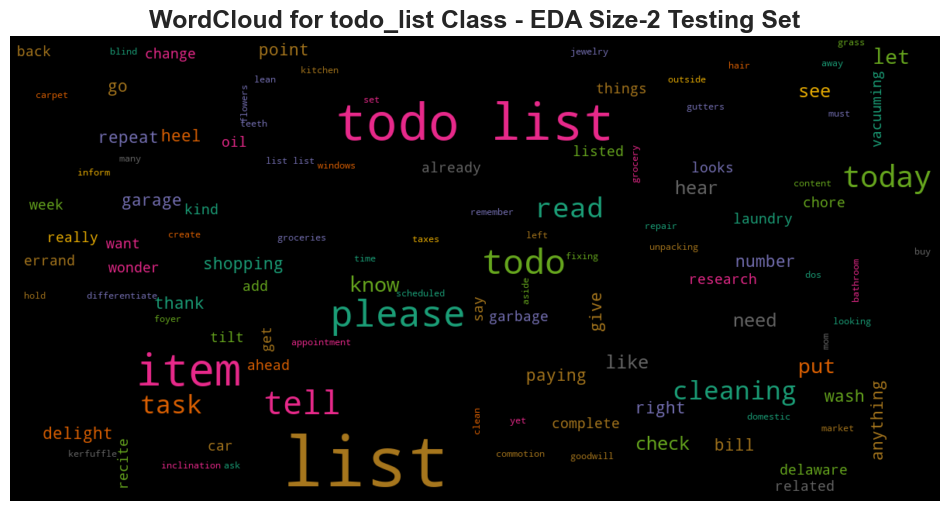 WordCloud for todo_list Class - EDA Size-2 Testing Set
back blind change point jewelry grass let
kitchen away
lean hair
go outside see vacuuming
carpet flowers set things gutters must
teeth todo list
repeat heel oil listed
many list list windows already grocery looks
inform hear content today
week garage kind remember chore
really want create groceries taxes read left repair laundry
errand wonder shopping time todo fixing unpacking number buy
hold differentiate add know scheduled aside research dos bathroom
thank please say garbage give need looking
foyer
tilt get appointment mom
item ahead like put
task tell paying cleaning wash
delight car clean yet complete right domestic anything
kerfuffle list check bill market
recite inclination ask commotion goodwill delaware
related